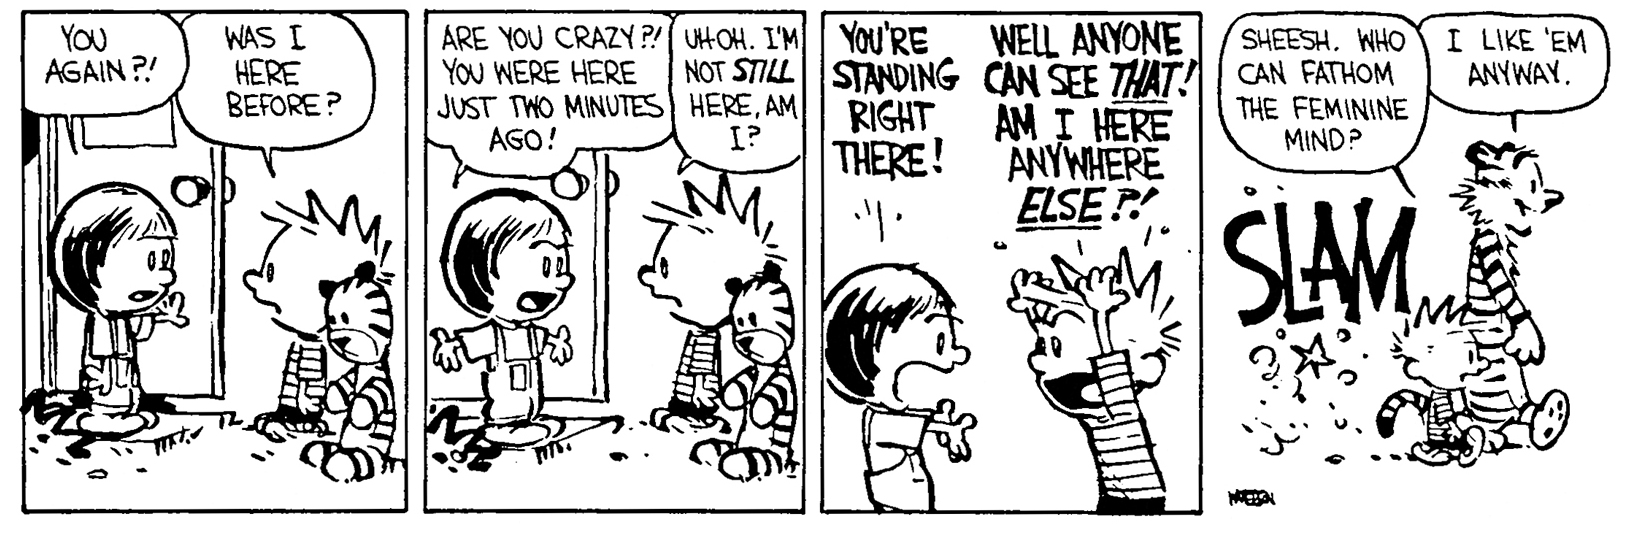 YOU
AGAIN?!
WAS I
HERE
BEFORE?
ARE YOU CRAZY?!
YOU WERE HERE
JUST TWO MINUTES
AGO!
UH OH. I'M
NOT STILL
HERE, AM
I?
YOU'RE
STANDING
RIGHT
THERE!
WELL ANYONE
CAN SEE THAT!
AM I HERE
ANYWHERE
ELSE?!
SHEESH. WHO
CAN FATHOM
THE FEMININE
MIND?
I LIKE 'EM
ANYWAY.
SLAM
WATTERSON